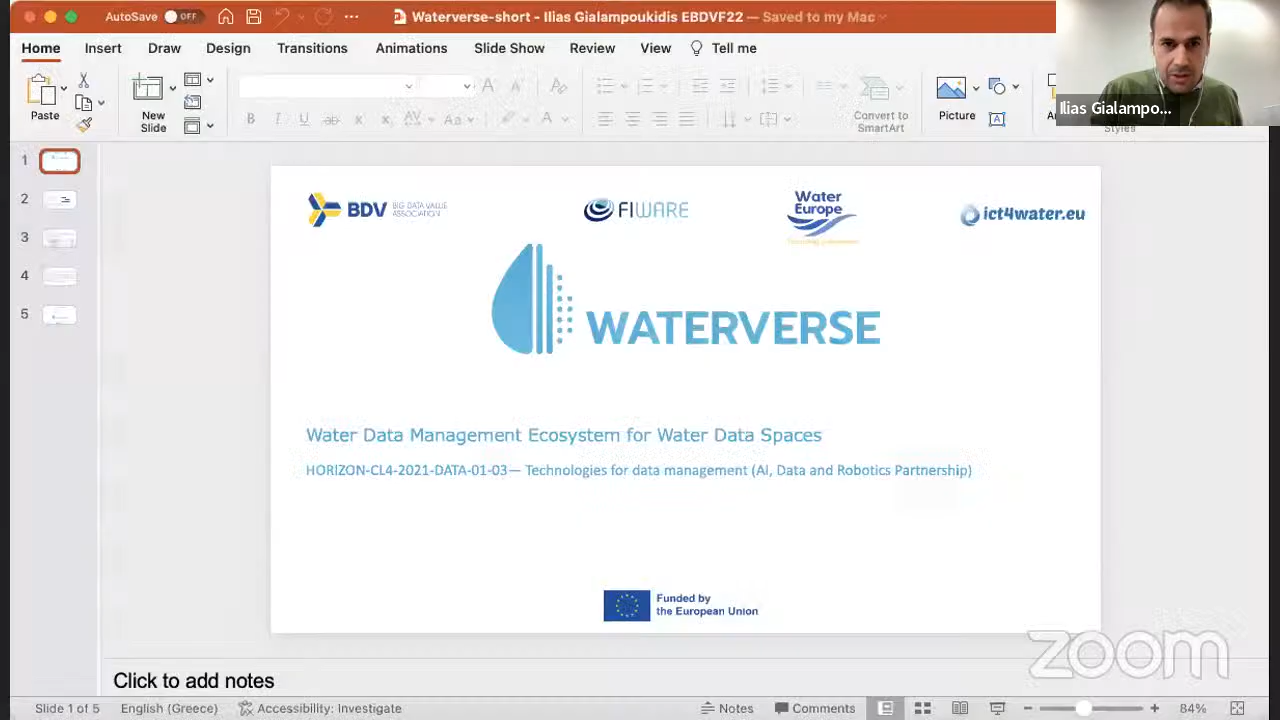 AutoSave OFF
Waterverse-short - Ilias Gialampoukidis EBDVF22 — Saved to my Mac
Home Insert Draw Design Transitions Animations Slide Show Review View Tell me
Paste
New
Slide
B I U
Aa
Convert to
SmartArt
Picture
Styles
Ilias Gialampo...
1
2
3
4
5
BDV BIG DATA VALUE
ASSOCIATION
FIWARE
Water
Europe
ict4water.eu
WATERVERSE
Water Data Management Ecosystem for Water Data Spaces
HORIZON-CL4-2021-DATA-01-03— Technologies for data management (AI, Data and Robotics Partnership)
Funded by
the European Union
zoom
Click to add notes
Slide 1 of 5 English (Greece) Accessibility: Investigate Notes Comments 84%